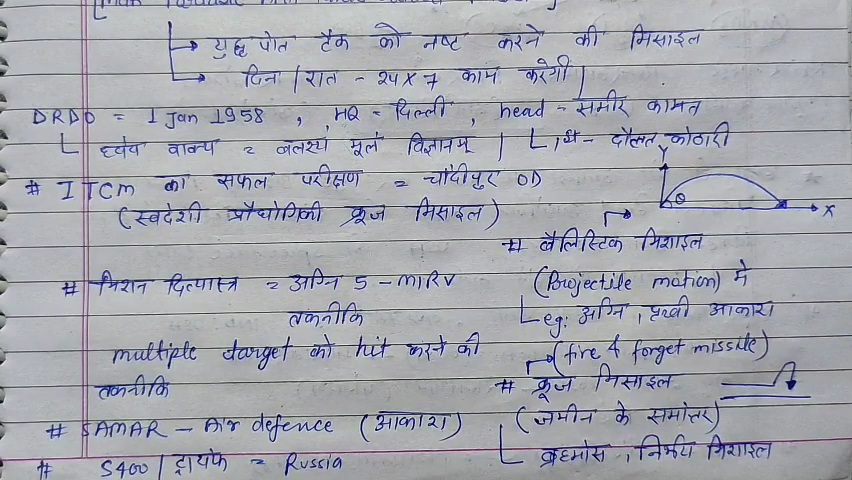 युद्ध पोत टैंक को नष्ट करने की मिसाइल
दिन / रात - 24x7 काम करेगी
DRDO = 1 Jan 1958 , HQ = दिल्ली , head = समीर कामत
ध्येय वाक्य = बलस्य मूलं विज्ञानम् | 1st - दौलत कोठारी
# ITCM का सफल परीक्षण = चांदीपुर OD
(स्वदेशी प्रौद्योगिकी क्रूज मिसाइल)
Y
θ
X
# बैलिस्टिक मिसाइल
(Projectile motion) में
eg: अग्नि , पृथ्वी आकाश
# मिशन दिव्यास्त्र = अग्नि 5 - MIRV
तकनीकि
multiple target को hit करने की
तकनीकि
(fire & forget missile)
# क्रूज मिसाइल
(जमीन के समांतर)
ब्रह्मोस , निर्भय मिसाइल
# SAMAR - Air defence (आकाश)
# S400 / ट्रायंफ = Russia